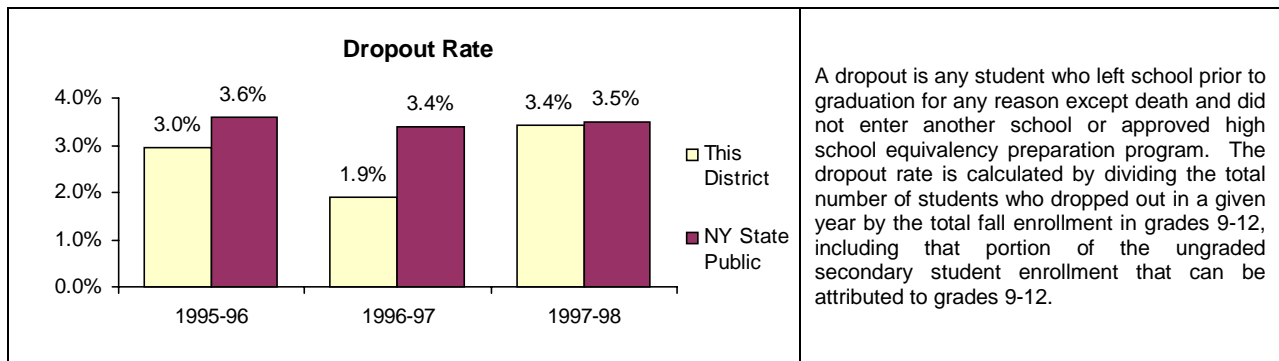 Dropout Rate
4.0%
3.0%
2.0%
1.0%
0.0%
3.0%
3.6%
1.9%
3.4%
3.4%
3.5%
1995-96
1996-97
1997-98
This
District
NY State
Public
A dropout is any student who left school prior to
graduation for any reason except death and did
not enter another school or approved high
school equivalency preparation program. The
dropout rate is calculated by dividing the total
number of students who dropped out in a given
year by the total fall enrollment in grades 9-12,
including that portion of the ungraded
secondary student enrollment that can be
attributed to grades 9-12.